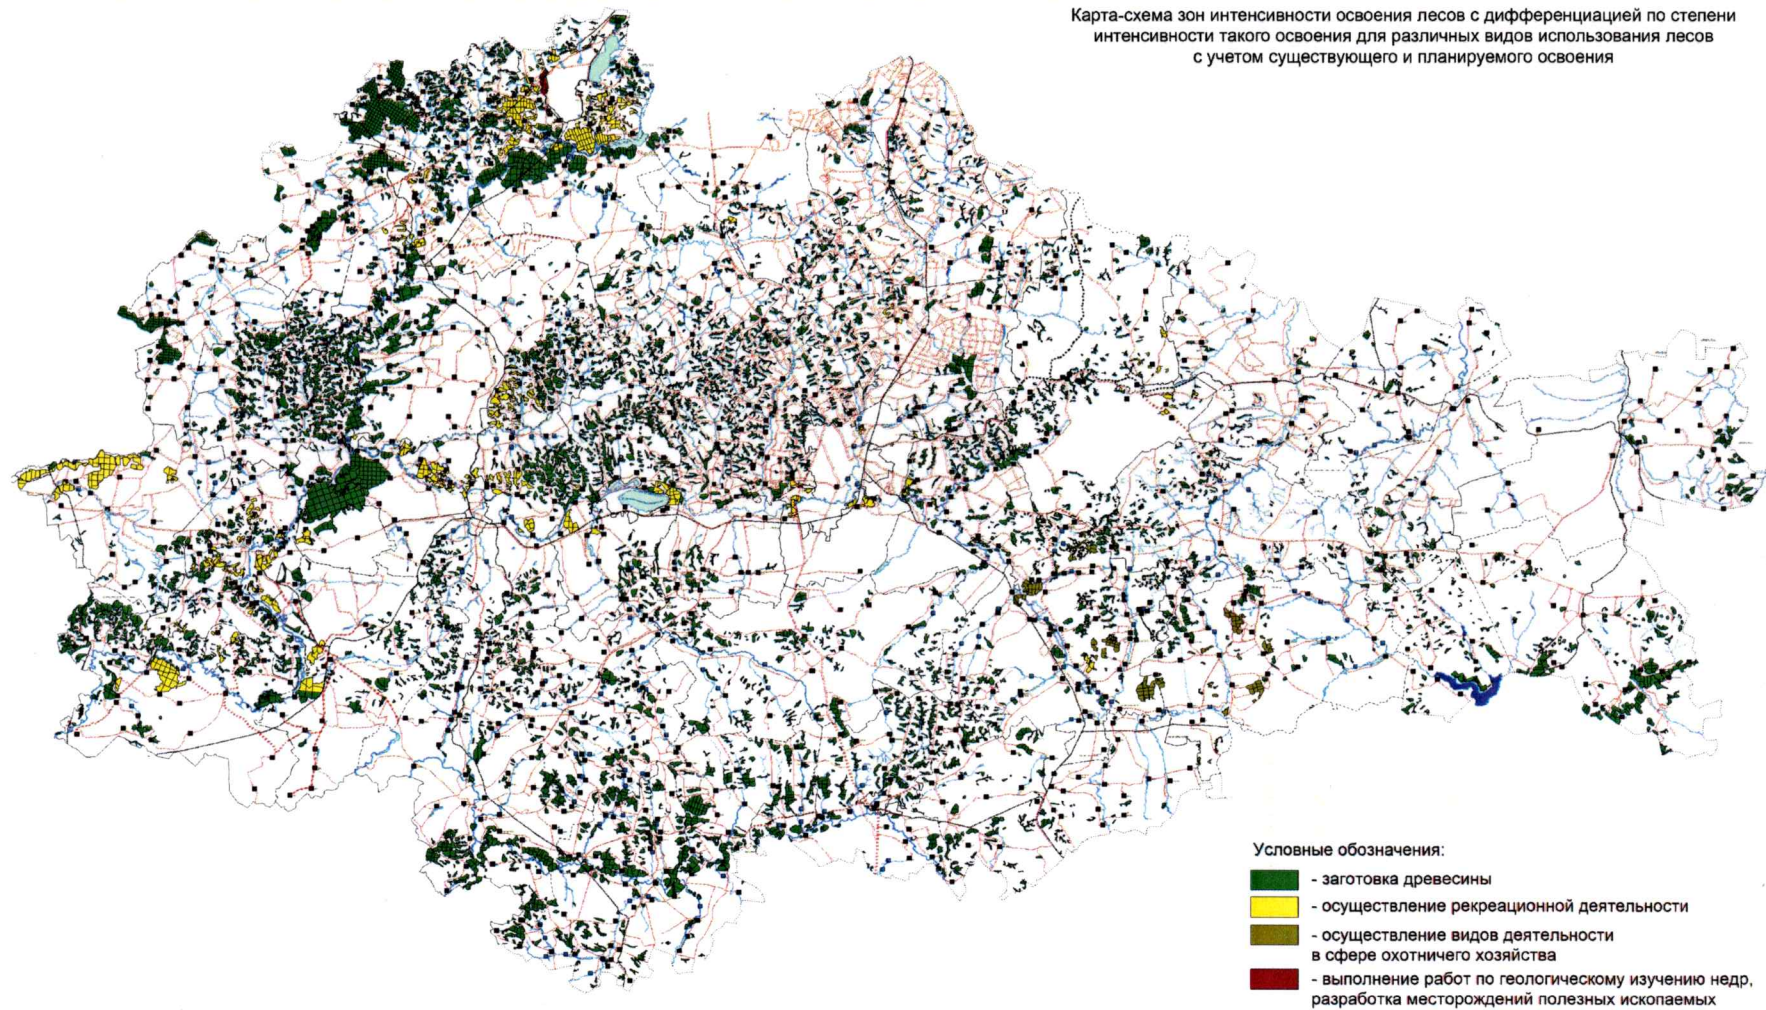 Карта-схема зон интенсивности освоения лесов с дифференциацией по степени
интенсивности такого освоения для различных видов использования лесов
с учетом существующего и планируемого освоения
Условные обозначения:
- заготовка древесины
- осуществление рекреационной деятельности
- осуществление видов деятельности
в сфере охотничего хозяйства
- выполнение работ по геологическому изучению недр,
разработка месторождений полезных ископаемых